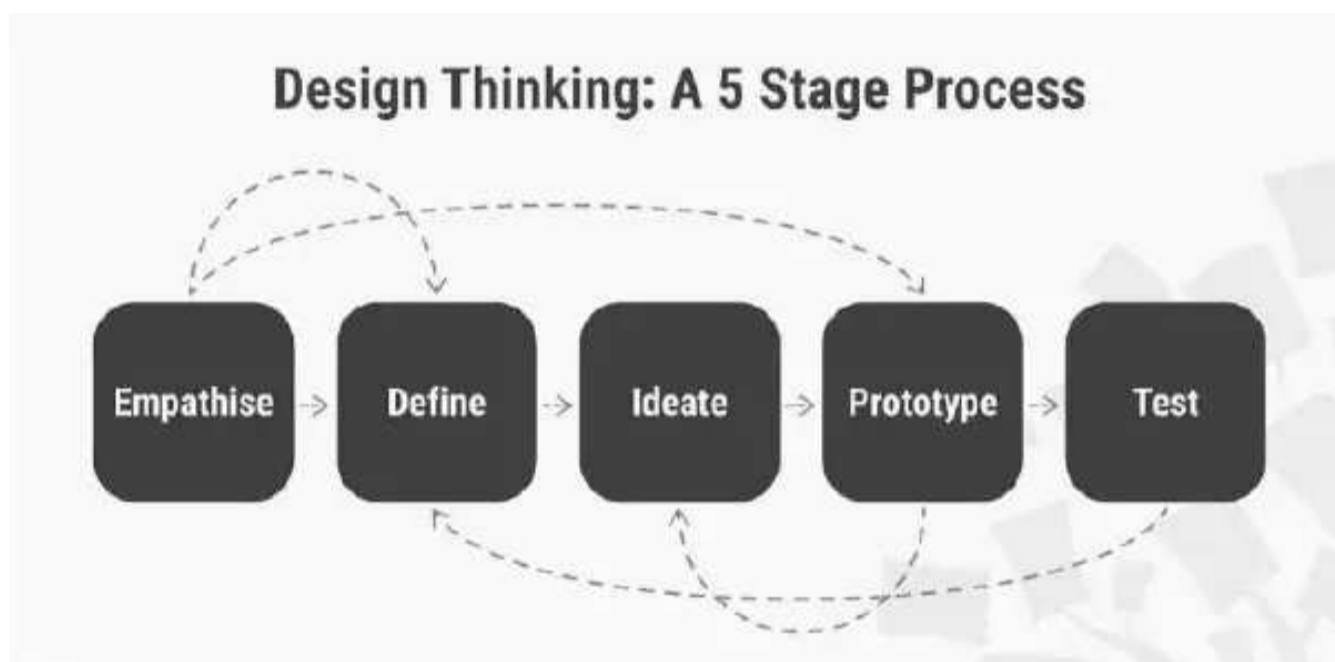 Design Thinking: A 5 Stage Process
Empathise
Define
Ideate
Prototype
Test